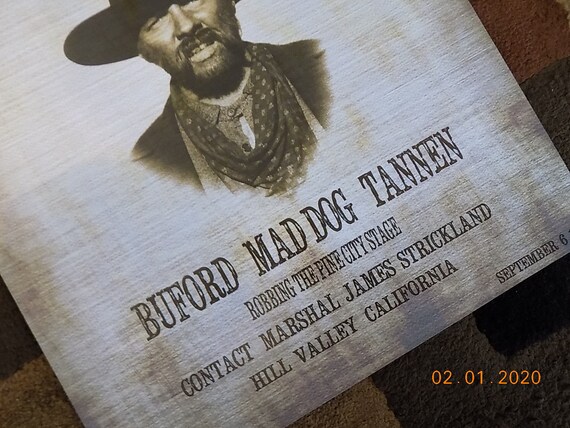 BUFORD MAD DOG TANNEN
ROBBING THE PINE CITY STAGE
CONTACT MARSHAL JAMES STRICKLAND
HILL VALLEY CALIFORNIA
SEPTEMBER 6
02.01.2020